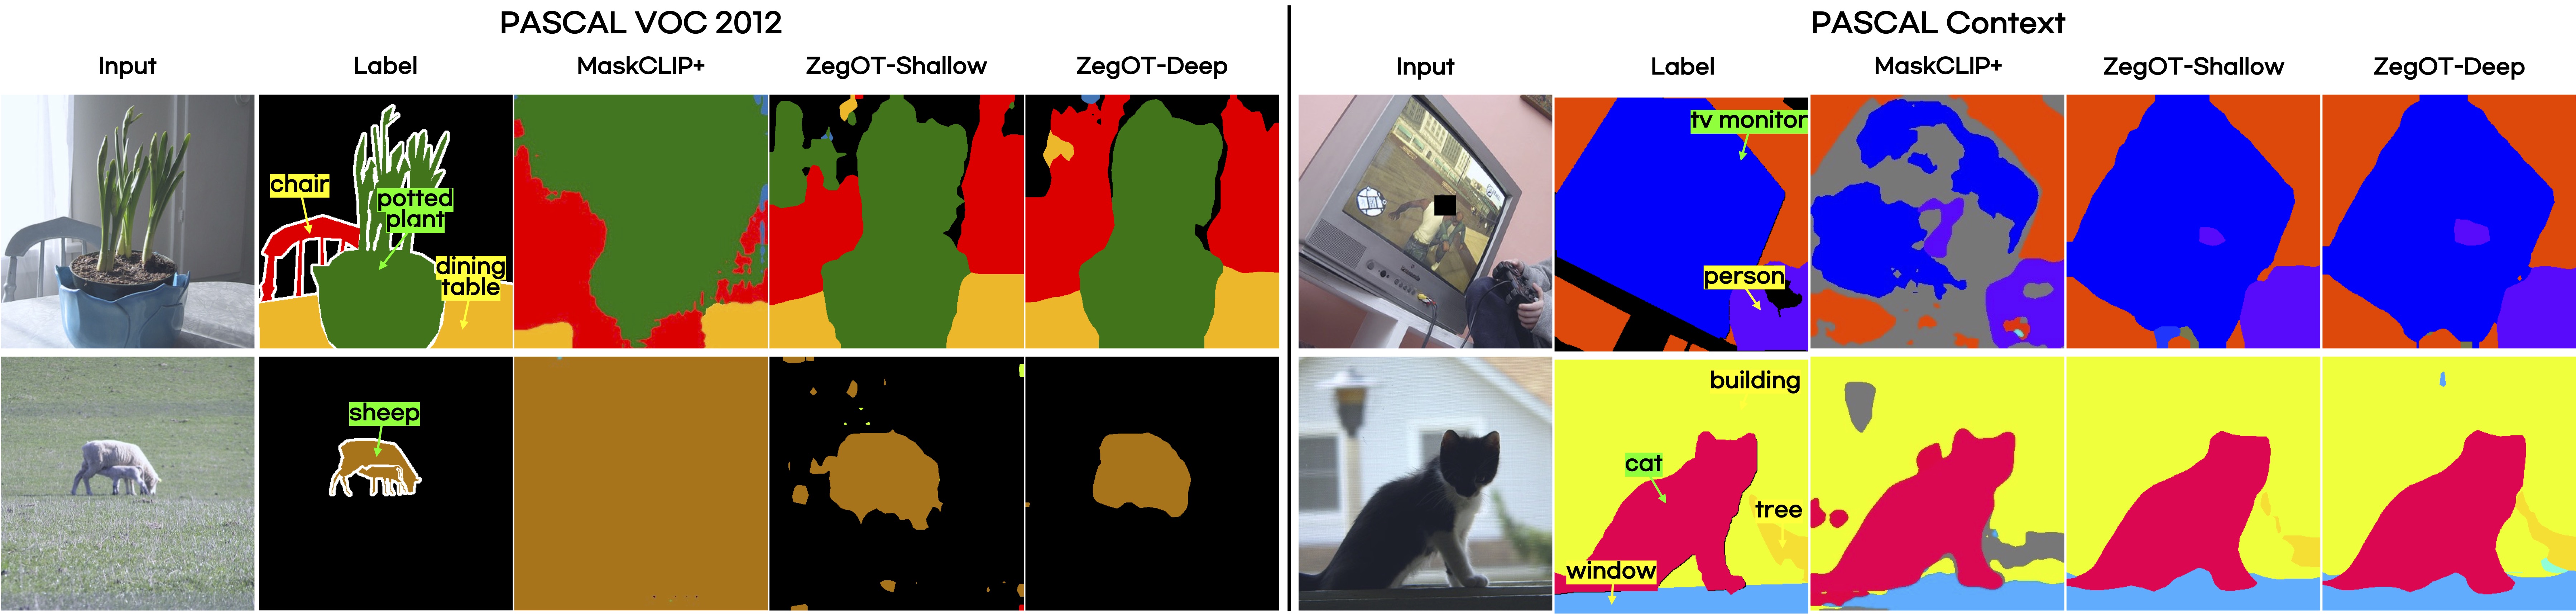 PASCAL VOC 2012
PASCAL Context
Input
Label
MaskCLIP+
ZegOT-Shallow
ZegOT-Deep
Input
Label
MaskCLIP+
ZegOT-Shallow
ZegOT-Deep
chair
potted
plant
dining
table
tv monitor
person
sheep
building
cat
tree
window